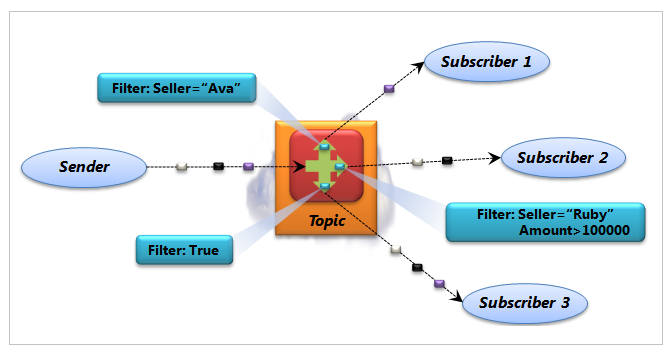 Subscriber 1
Filter: Seller=“Ava”
Sender
Subscriber 2
Topic
Filter: Seller=“Ruby”
Amount>100000
Filter: True
Subscriber 3